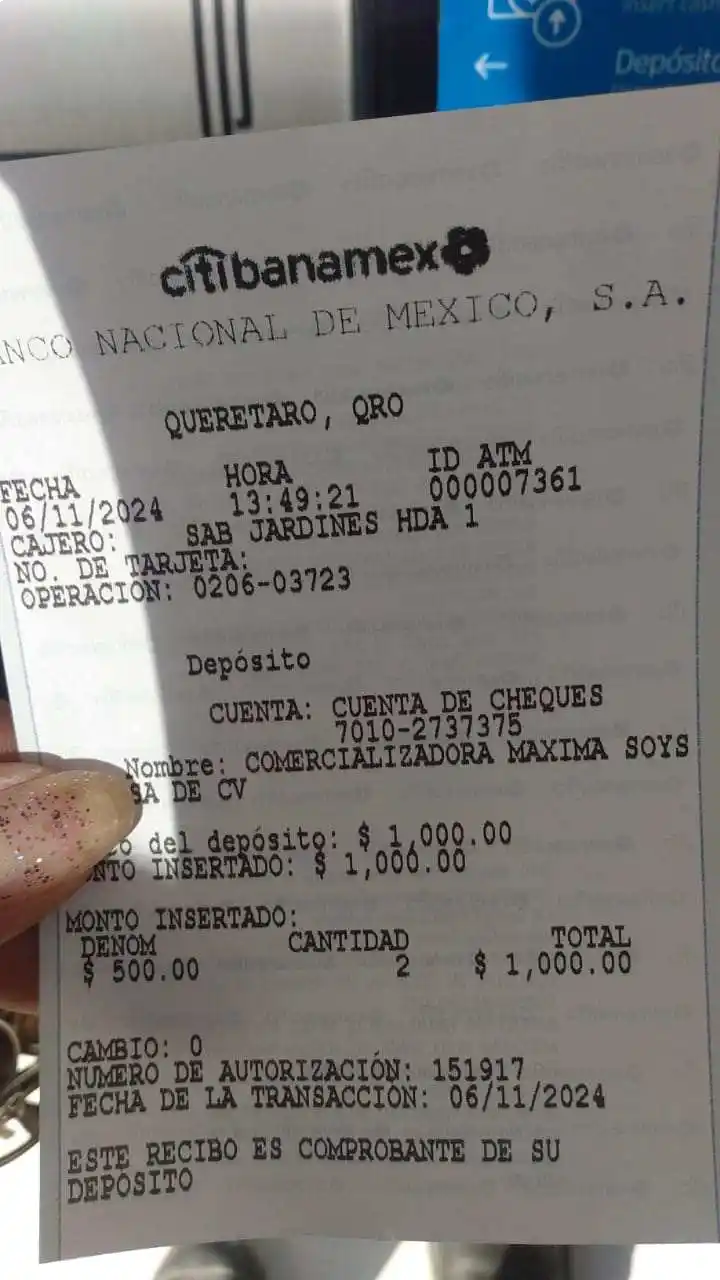 Depósito
citibanamex
BANCO NACIONAL DE MEXICO, S.A.
QUERETARO, QRO
FECHA HORA ID ATM
06/11/2024 13:49:21 000007361
CAJERO: SAB JARDINES HDA 1
NO. DE TARJETA:
OPERACIÓN: 0206-03723
Depósito
CUENTA: CUENTA DE CHEQUES
7010-2737375
Nombre: COMERCIALIZADORA MAXIMA SOYS
SA DE CV
del depósito: $ 1,000.00
INSERTADO: $ 1,000.00
MONTO INSERTADO:
DENOM CANTIDAD TOTAL
$ 500.00 2 $ 1,000.00
CAMBIO: 0
NUMERO DE AUTORIZACIÓN: 151917
FECHA DE LA TRANSACCIÓN: 06/11/2024
ESTE RECIBO ES COMPROBANTE DE SU
DEPÓSITO